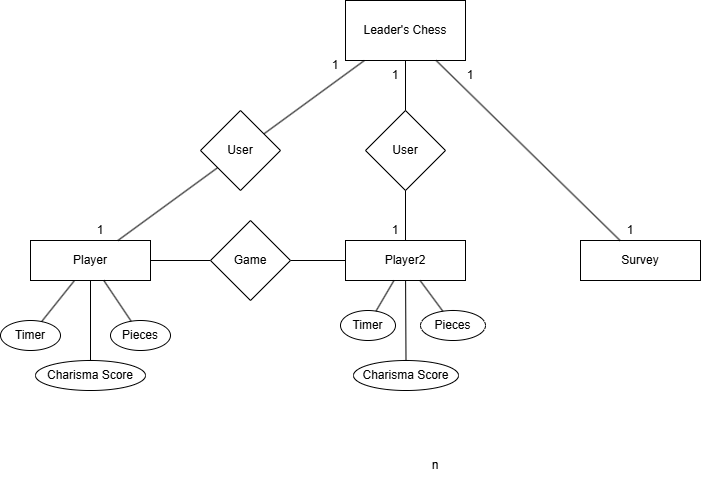 Leader's Chess
1
1
1
User
User
1
1
1
Player
Game
Player2
Survey
Timer
Pieces
Timer
Pieces
Charisma Score
Charisma Score
n